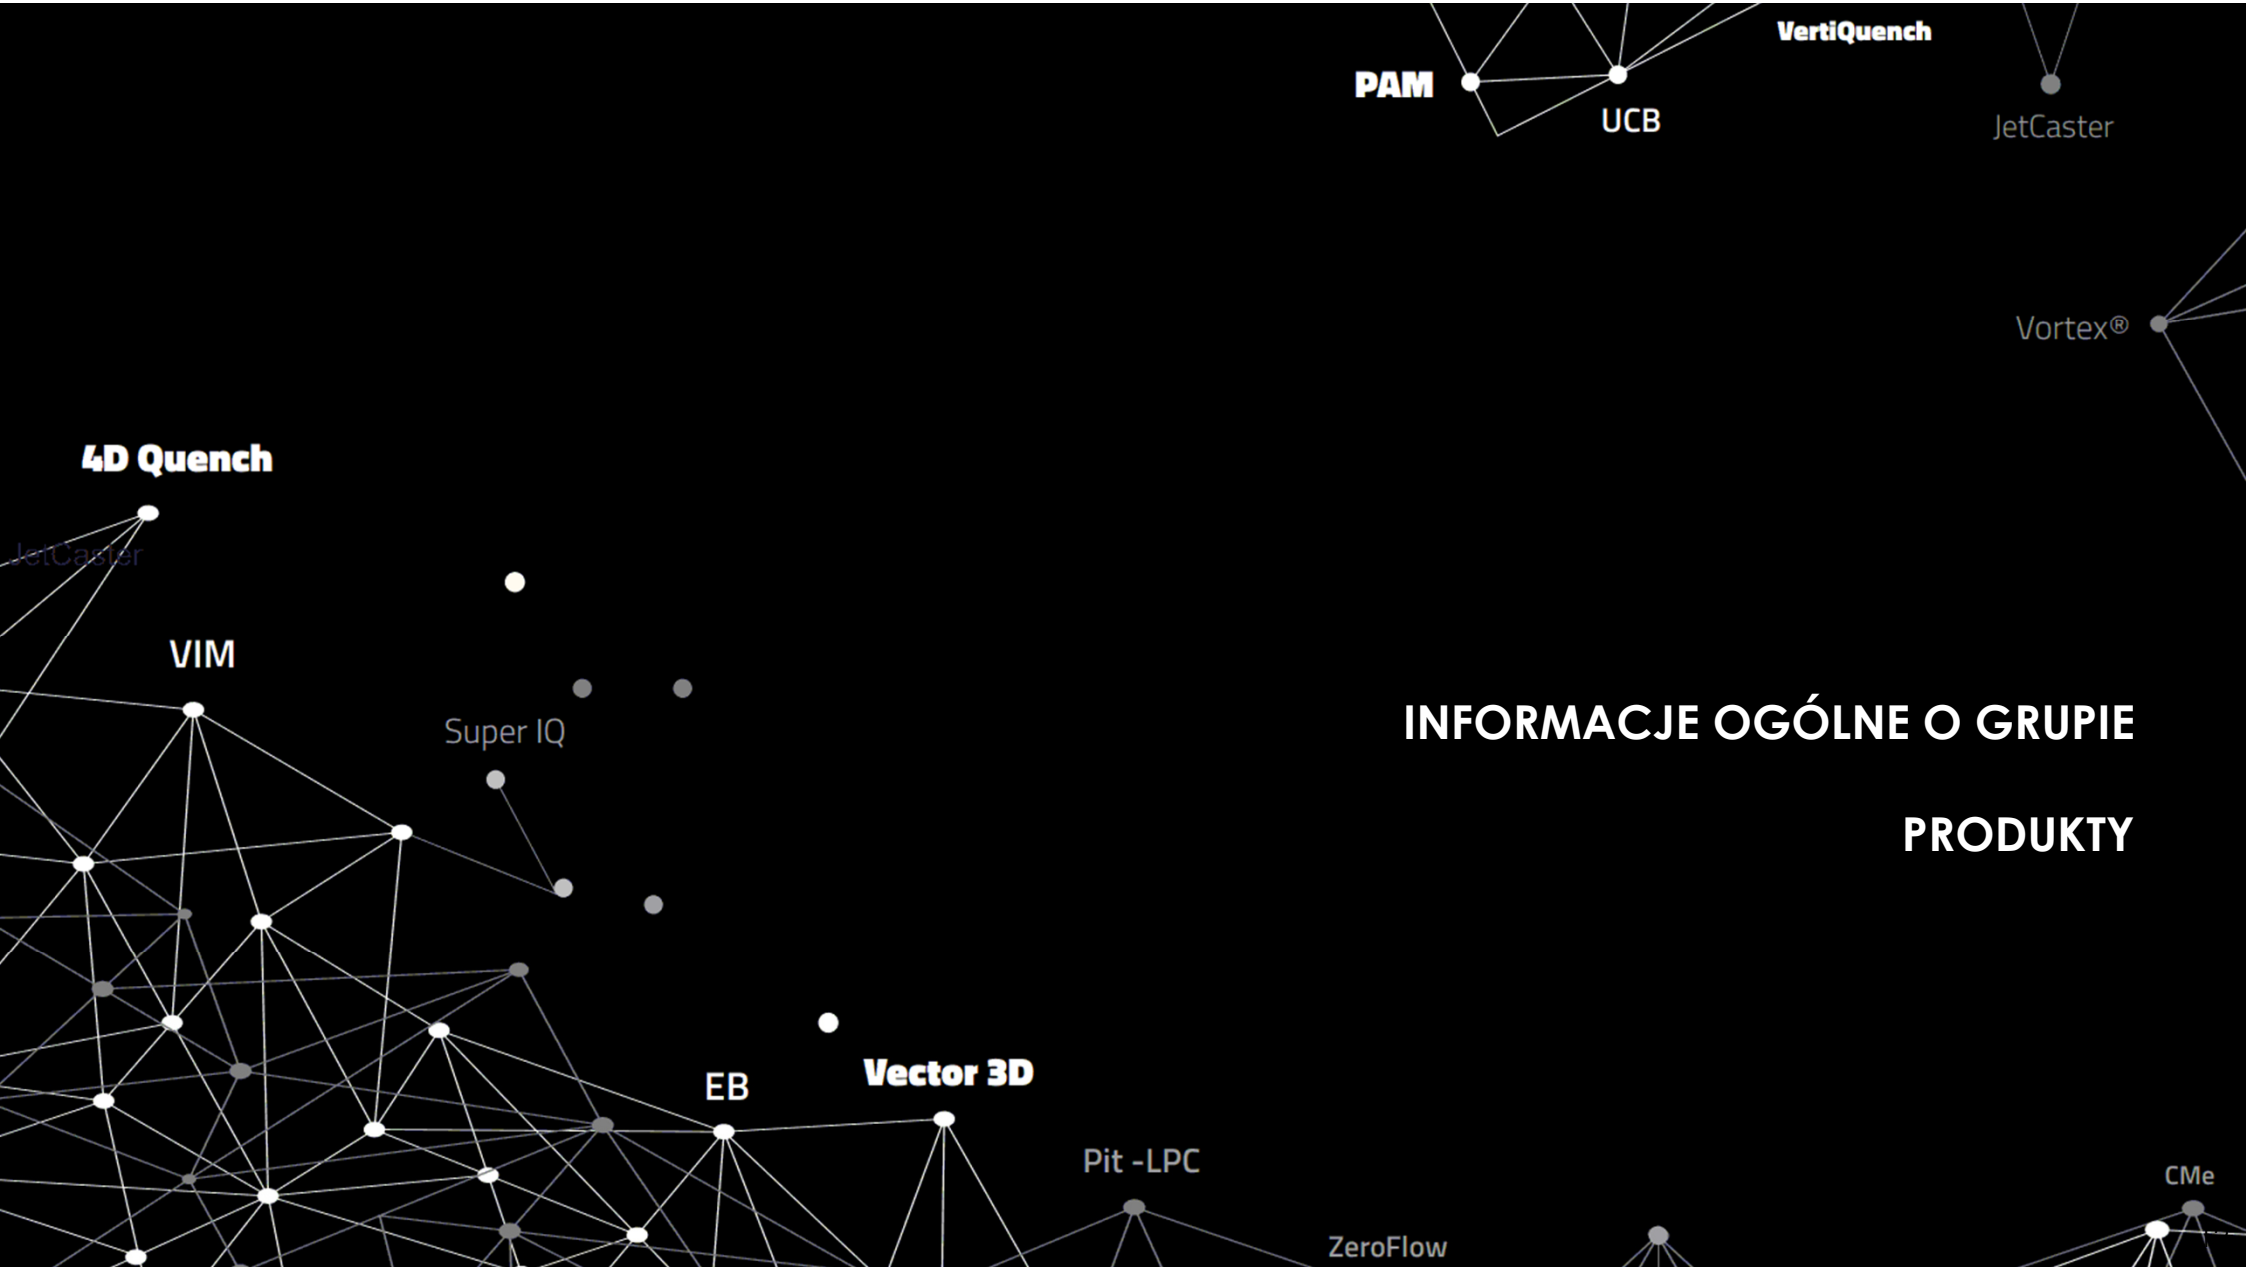 VertiQuench
PAM
UCB
JetCaster
Vortex®
4D Quench
JetCaster
VIM
Super IQ
INFORMACJE OGÓLNE O GRUPIE
PRODUKTY
EB
Vector 3D
Pit -LPC
CMe
ZeroFlow